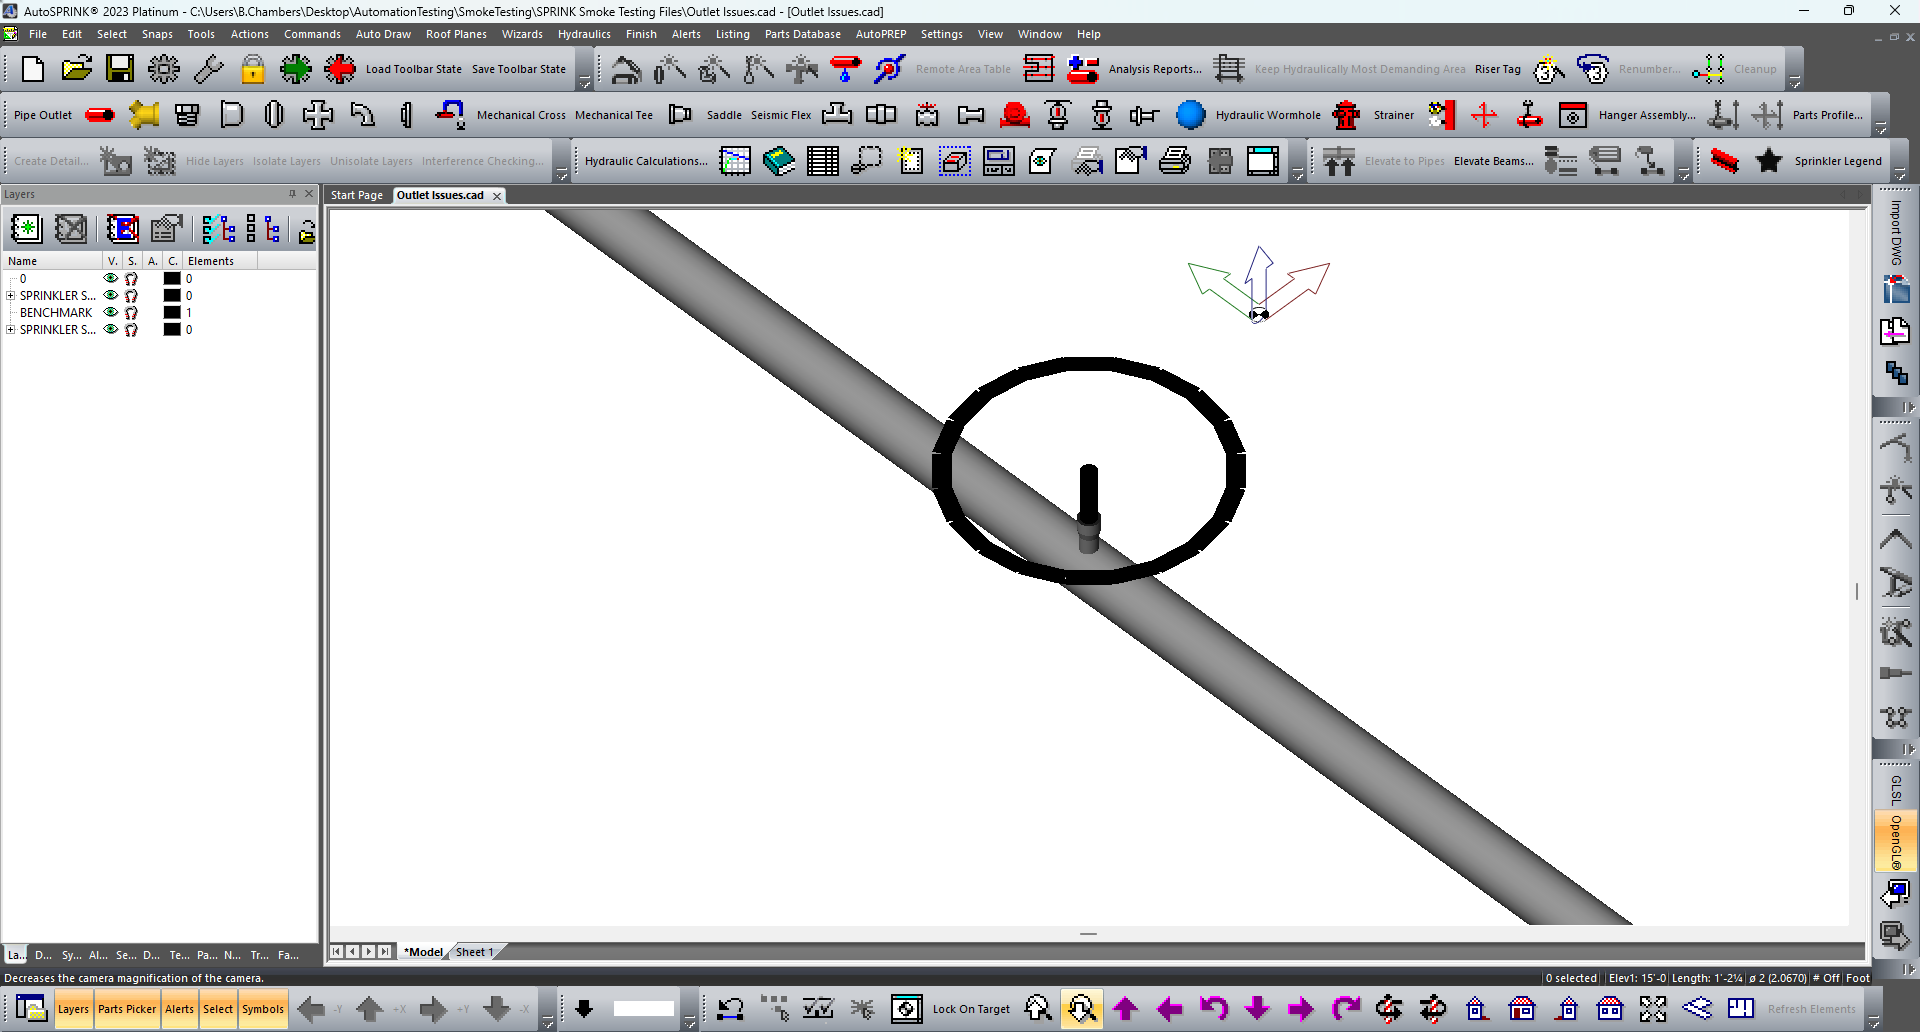 AutoSPRINK® 2023 Platinum - C:\Users\B.Chambers\Desktop\AutomationTesting\SmokeTesting\SPRINK Smoke Testing Files\Outlet Issues.cad - [Outlet Issues.cad]
File Edit Select Snaps Tools Actions Commands Auto Draw Roof Planes Wizards Hydraulics Finish Alerts Listing Parts Database AutoPREP Settings View Window Help
Load Toolbar State Save Toolbar State Remote Area Table Analysis Reports... Keep Hydraulically Most Demanding Area Riser Tag Renumber... Cleanup
Pipe Outlet Mechanical Cross Mechanical Tee Saddle Seismic Flex Hydraulic Wormhole Strainer Hanger Assembly... Parts Profile...
Create Detail... Hide Layers Isolate Layers Unisolate Layers Interference Checking... Hydraulic Calculations... Elevate to Pipes Elevate Beams... Sprinkler Legend
Layers
Start Page Outlet Issues.cad
Name V. S. A. C. Elements
0 0
SPRINKLER S... 0
BENCHMARK 1
SPRINKLER S... 0
Import DWG
GLSL
OpenGL®
La... D... Sy... Al... Se... D... Te... Pa... N... Tr... Fa...
*Model Sheet 1
Decreases the camera magnification of the camera.
0 selected Elev1: 15'-0 Length: 1'-2¼ ø 2 (2.0670) # Off Foot
Layers Parts Picker Alerts Select Symbols -Y +X +Y -X Lock On Target Refresh Elements